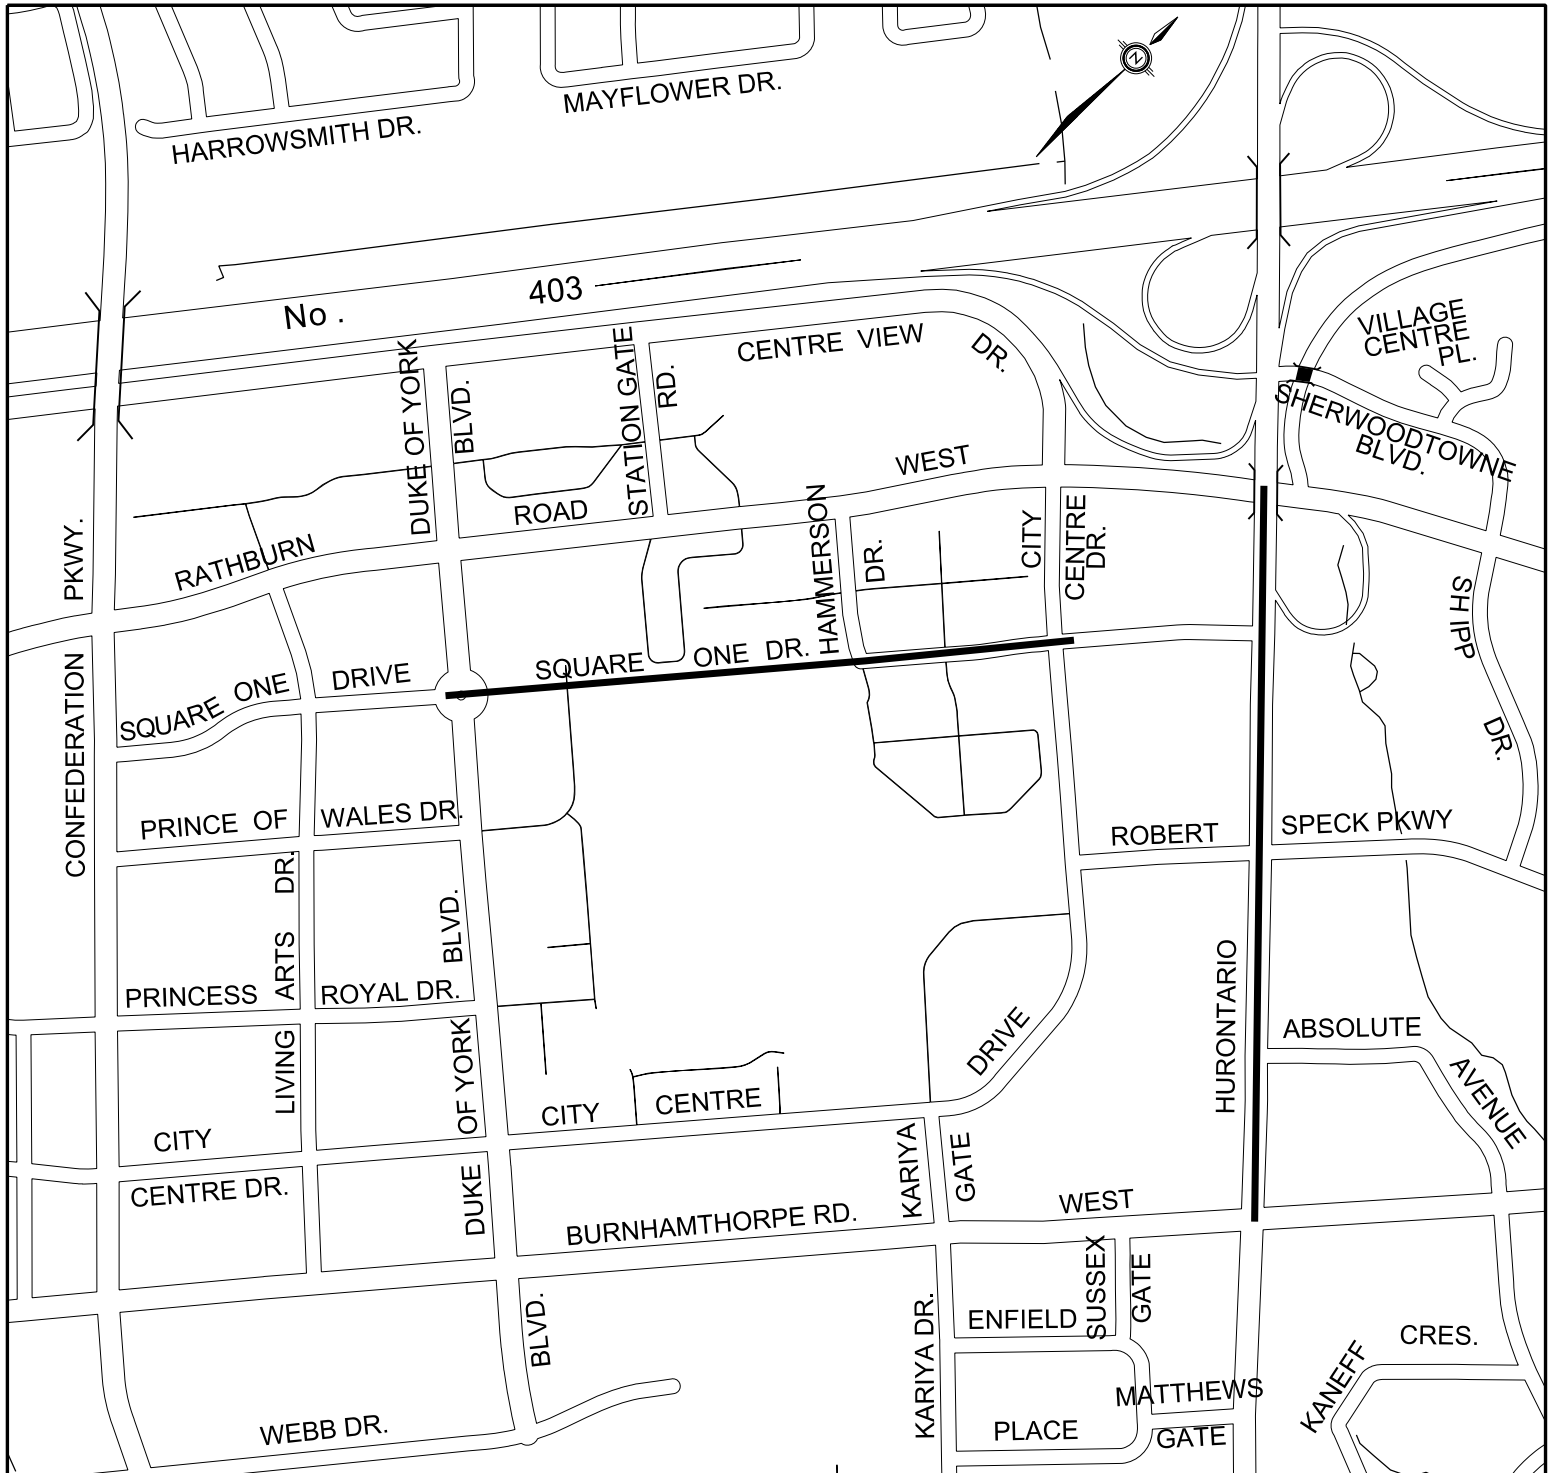 MAYFLOWER DR.
HARROWSMITH DR.
N
No . 403
VILLAGE
CENTRE
PL.
CENTRE VIEW DR.
DUKE OF YORK BLVD.
STATION GATE RD.
SHERWOODTOWNE
BLVD.
RATHBURN ROAD WEST
HAMMERSON DR.
CITY CENTRE
DR.
CONFEDERATION PKWY.
SQUARE ONE DRIVE
SQUARE ONE DR.
SHIPP DR.
PRINCE OF WALES DR.
ROBERT SPECK PKWY
LIVING ARTS DR.
DUKE OF YORK BLVD.
PRINCESS ROYAL DR.
HURONTARIO
ABSOLUTE AVENUE
CITY CENTRE DRIVE
CITY
CENTRE DR.
KARIYA GATE
BURNHAMTHORPE RD. WEST
BLVD.
KARIYA DR.
SUSSEX GATE
ENFIELD PLACE
MATTHEWS
GATE
KANEFF CRES.
WEBB DR.